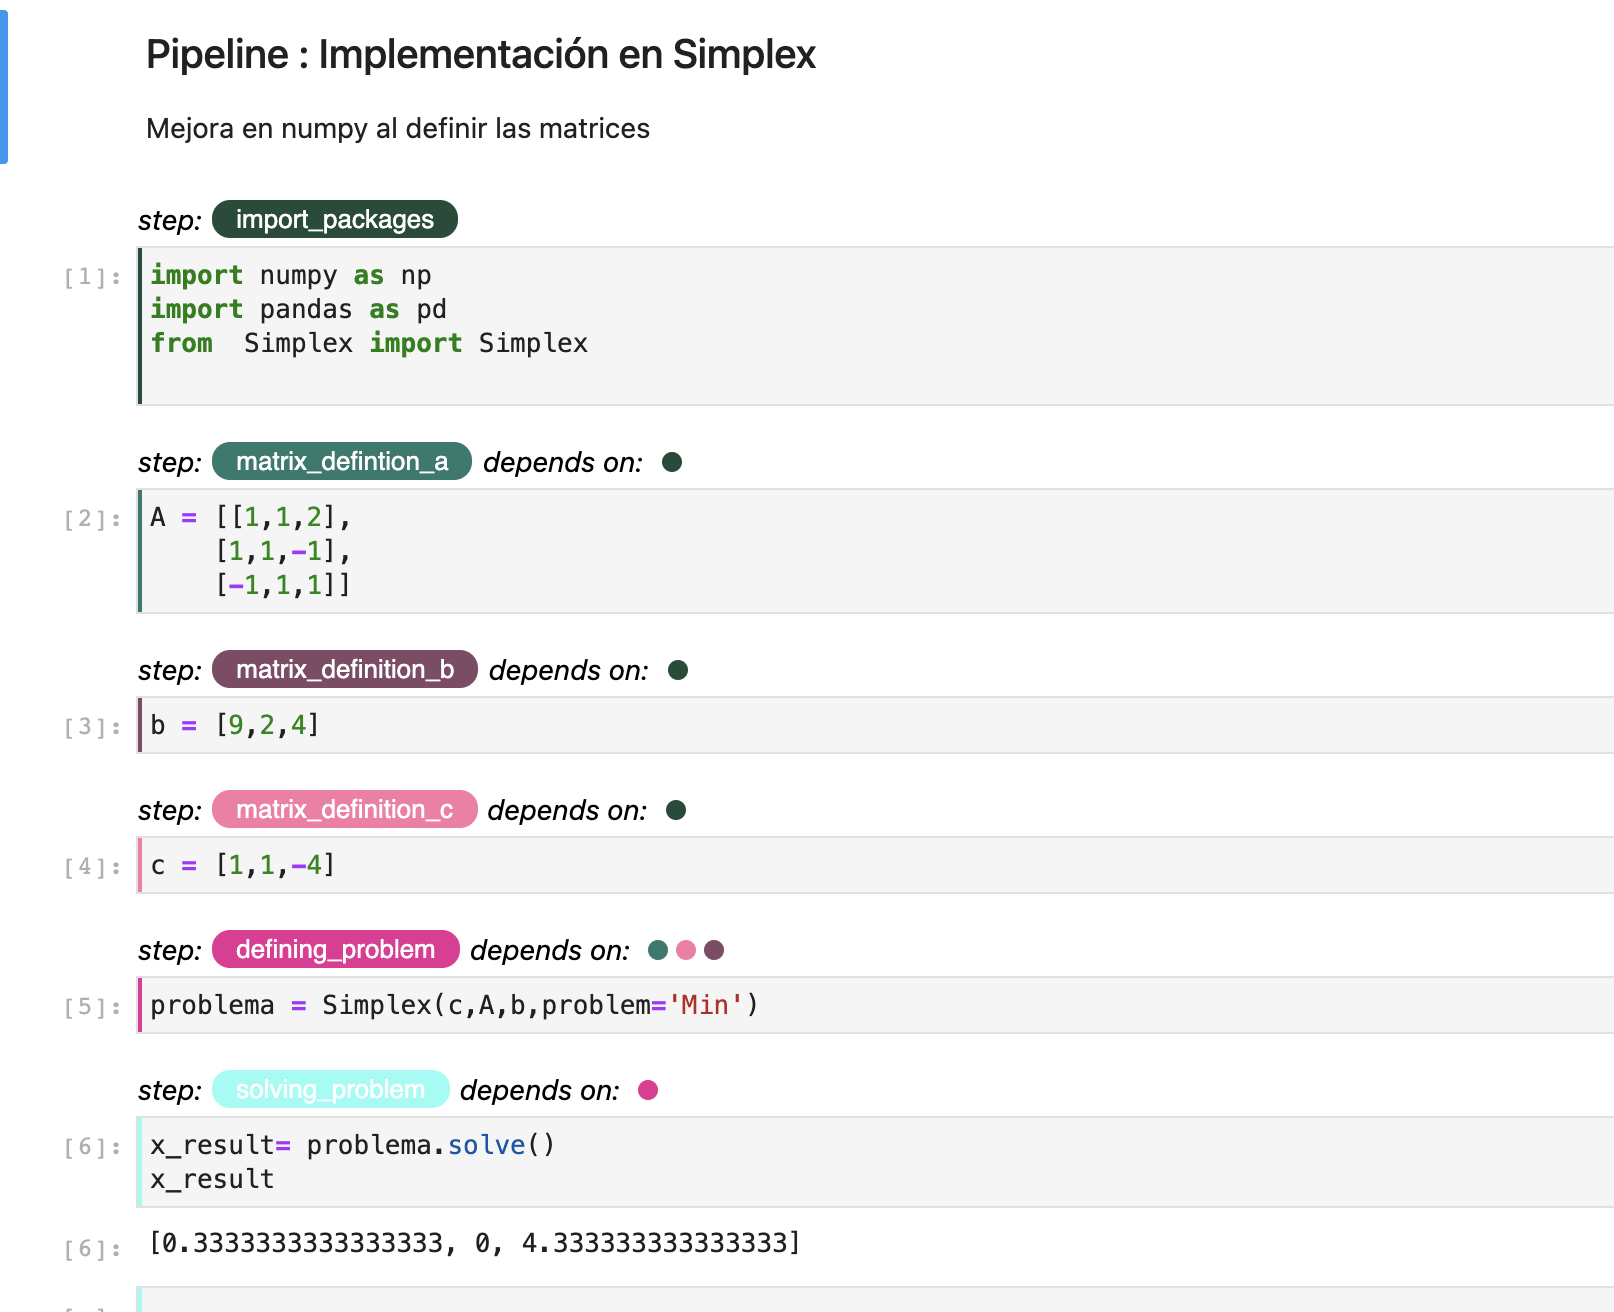 Pipeline : Implementación en Simplex
Mejora en numpy al definir las matrices
step: import_packages
[1]: import numpy as np
import pandas as pd
from  Simplex import Simplex
step: matrix_defintion_a depends on:
[2]: A = [[1,1,2],
[1,1,-1],
[-1,1,1]]
step: matrix_definition_b depends on:
[3]: b = [9,2,4]
step: matrix_definition_c depends on:
[4]: c = [1,1,-4]
step: defining_problem depends on:
[5]: problema = Simplex(c,A,b,problem='Min')
step: solving_problem depends on:
[6]: x_result= problema.solve()
x_result
[6]: [0.3333333333333333, 0, 4.333333333333333]